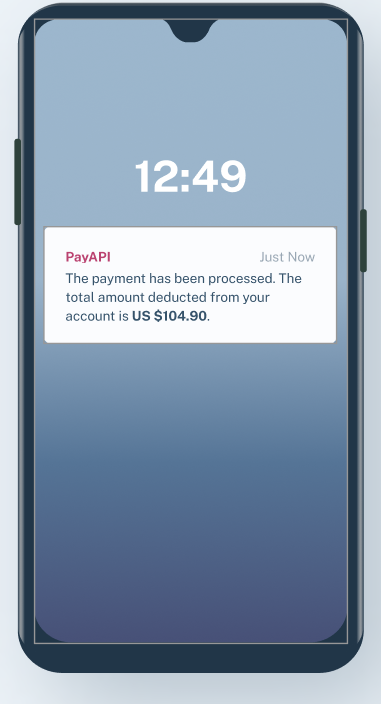 12:49
PayAPI Just Now
The payment has been processed. The
total amount deducted from your
account is US $104.90.